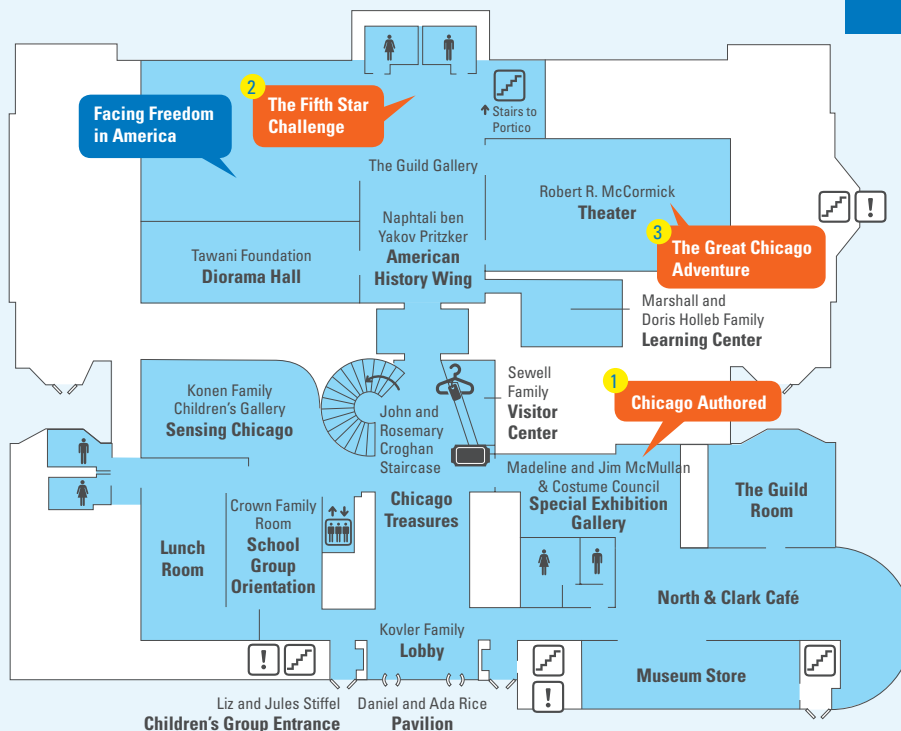 2
The Fifth Star
Challenge
Facing Freedom
in America
Stairs to
Portico
The Guild Gallery
Robert R. McCormick
Theater
Naphtali ben
Yakov Pritzker
American
History Wing
Tawani Foundation
Diorama Hall
3
The Great Chicago
Adventure
!
Marshall and
Doris Holleb Family
Learning Center
Konen Family
Children's Gallery
Sensing Chicago
John and
Rosemary
Croghan
Staircase
Sewell
Family
Visitor
Center
1
Chicago Authored
Madeline and Jim McMullan
& Costume Council
Special Exhibition
Gallery
The Guild
Room
Chicago
Treasures
Crown Family
Room
School
Group
Orientation
Lunch
Room
North & Clark Café
Kovler Family
Lobby
!
!
Museum Store
Liz and Jules Stiffel
Children's Group Entrance
Daniel and Ada Rice
Pavilion